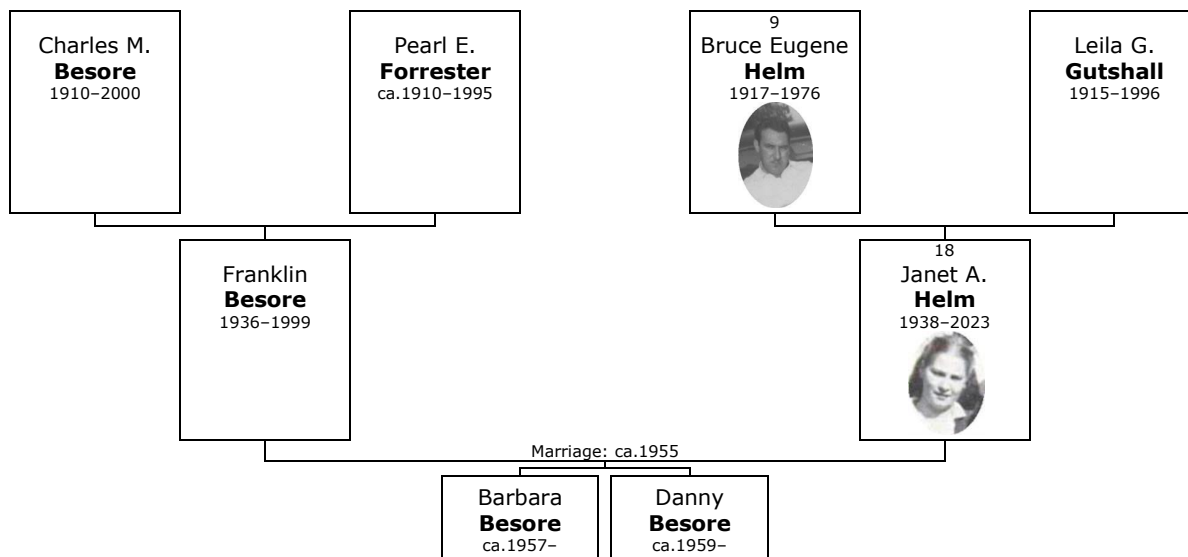 Charles M.
Besore
1910–2000
Pearl E.
Forrester
ca.1910–1995
9
Bruce Eugene
Helm
1917–1976
Leila G.
Gutshall
1915–1996
Franklin
Besore
1936–1999
18
Janet A.
Helm
1938–2023
Marriage: ca.1955
Barbara
Besore
ca.1957–
Danny
Besore
ca.1959–